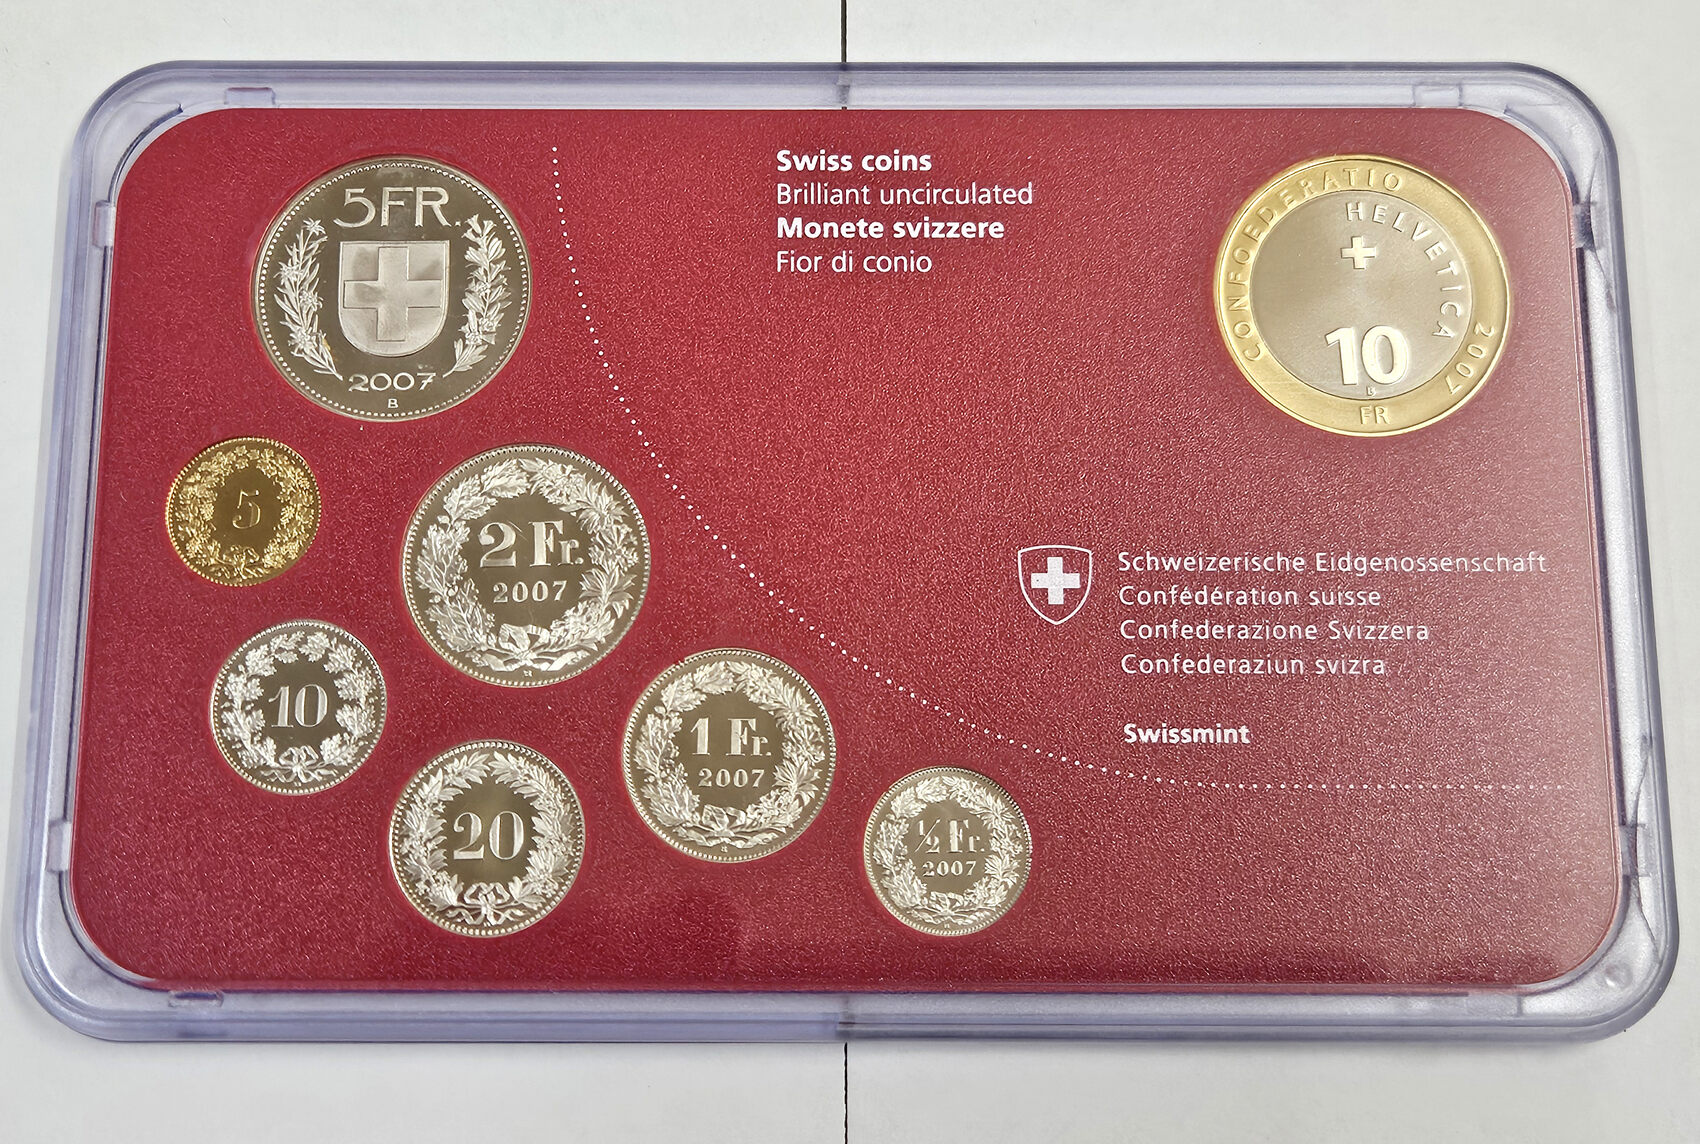 5FR.
2007
B
Swiss coins
Brilliant uncirculated
Monete svizzere
Fior di conio
CONFOEDERATIO
HELVETICA
2007
10
B
FR
5
2 Fr.
2007
B
Schweizerische Eidgenossenschaft
Confédération suisse
Confederazione Svizzera
Confederaziun svizra
Swissmint
10
20
1 Fr.
2007
B
½ Fr.
2007
B